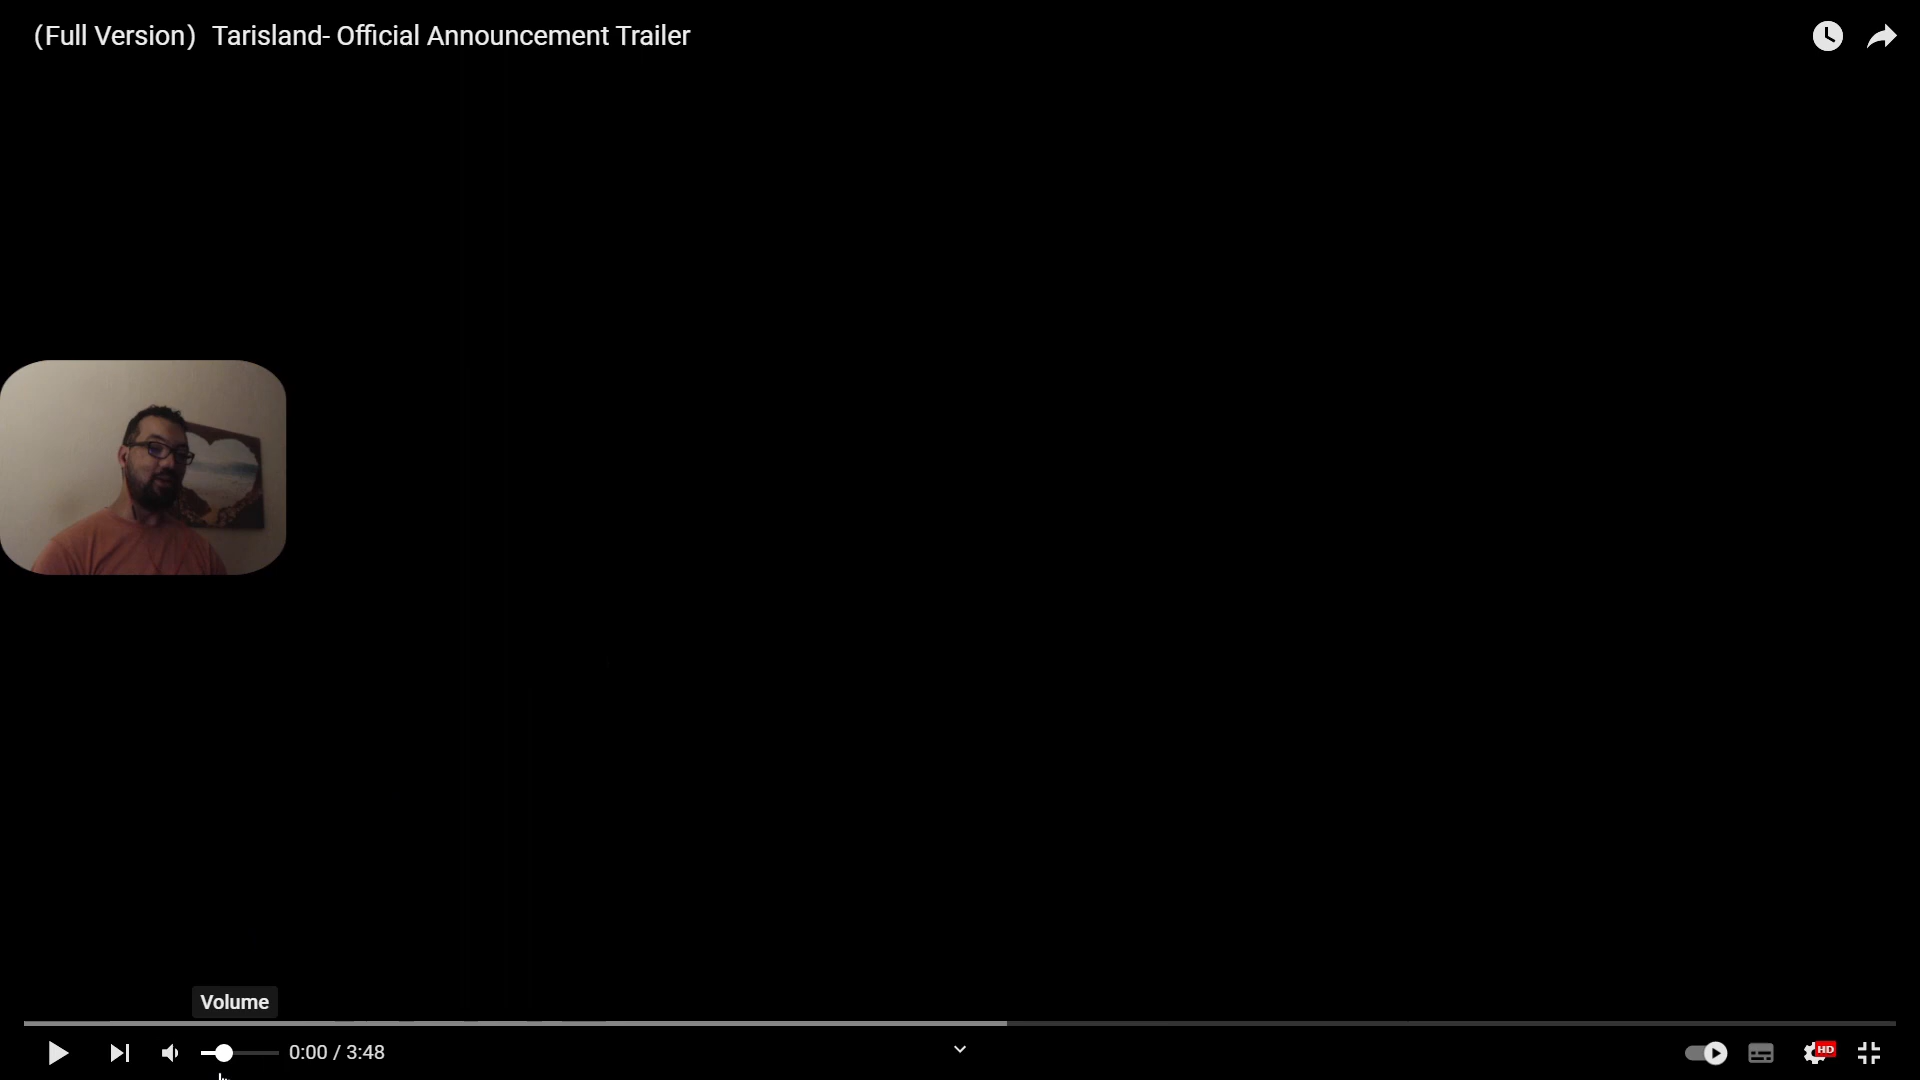 (Full Version)  Tarisland- Official Announcement Trailer
Volume
0:00 / 3:48
HD